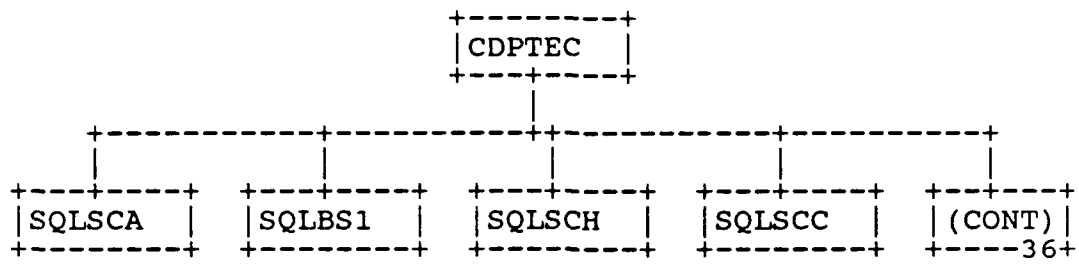 CDPTEC
SQLSCA SQLBS1 SQLSCH SQLSCC (CONT)
36